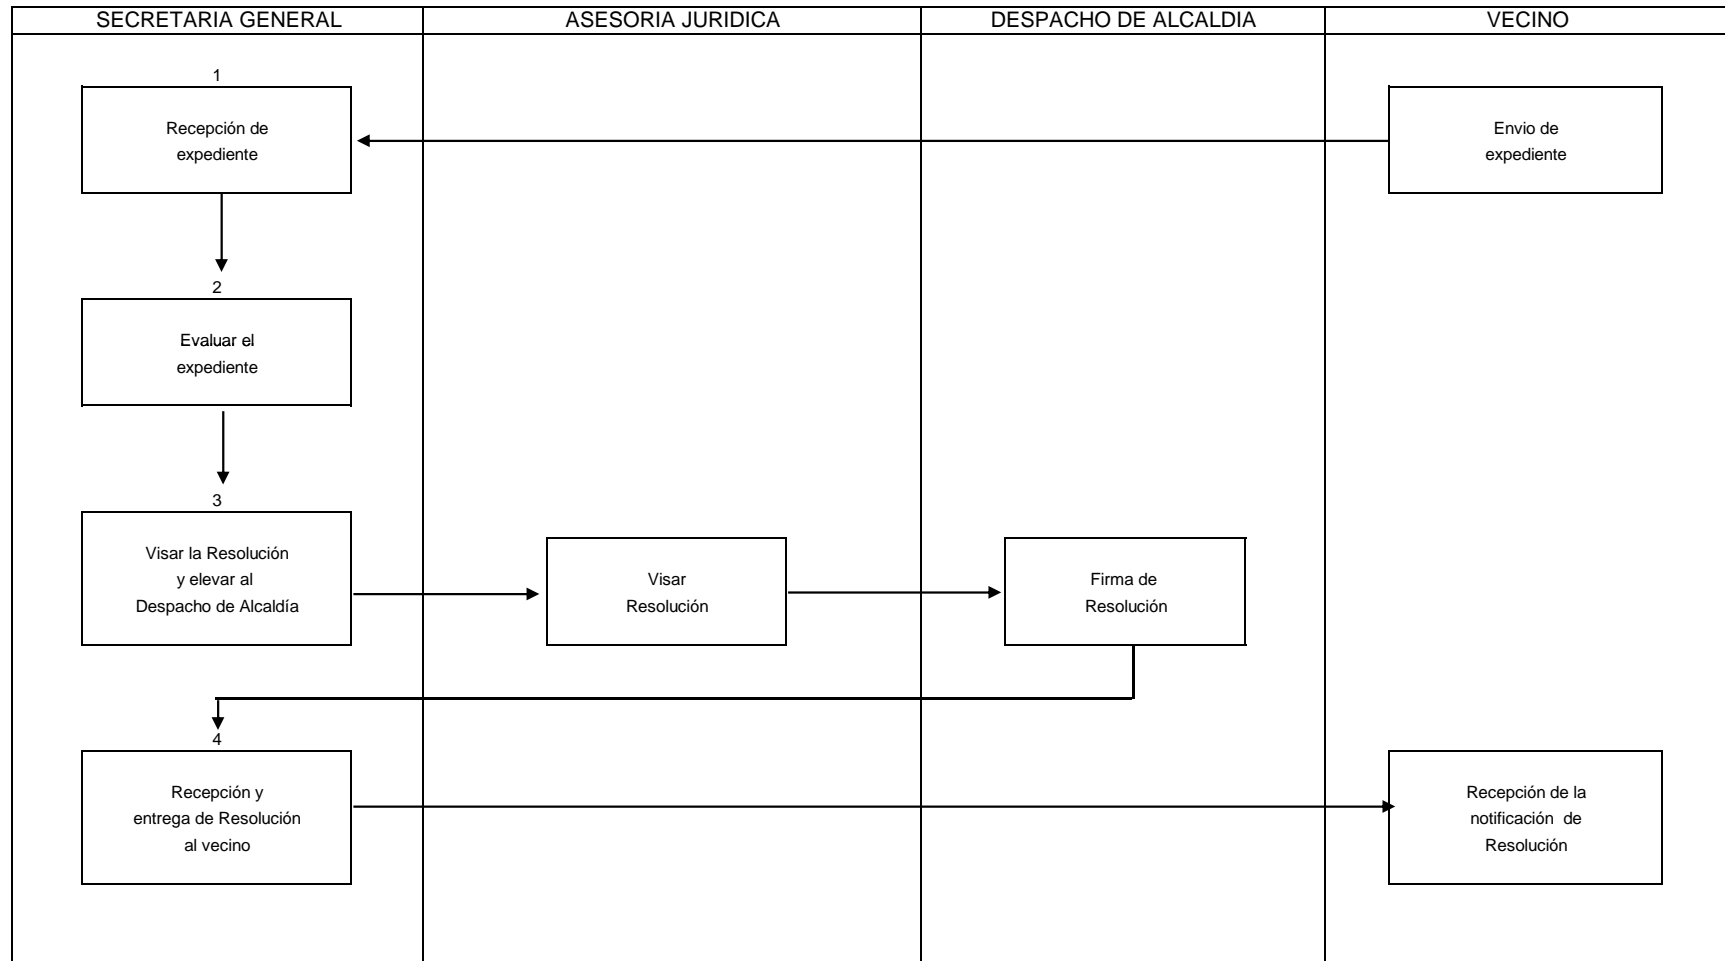 SECRETARIA GENERAL
ASESORIA JURIDICA
DESPACHO DE ALCALDIA
VECINO
1
Recepción de
expediente
Envio de
expediente
2
Evaluar el
expediente
3
Visar la Resolución
y elevar al
Despacho de Alcaldía
Visar
Resolución
Firma de
Resolución
4
Recepción y
entrega de Resolución
al vecino
Recepción de la
notificación de
Resolución